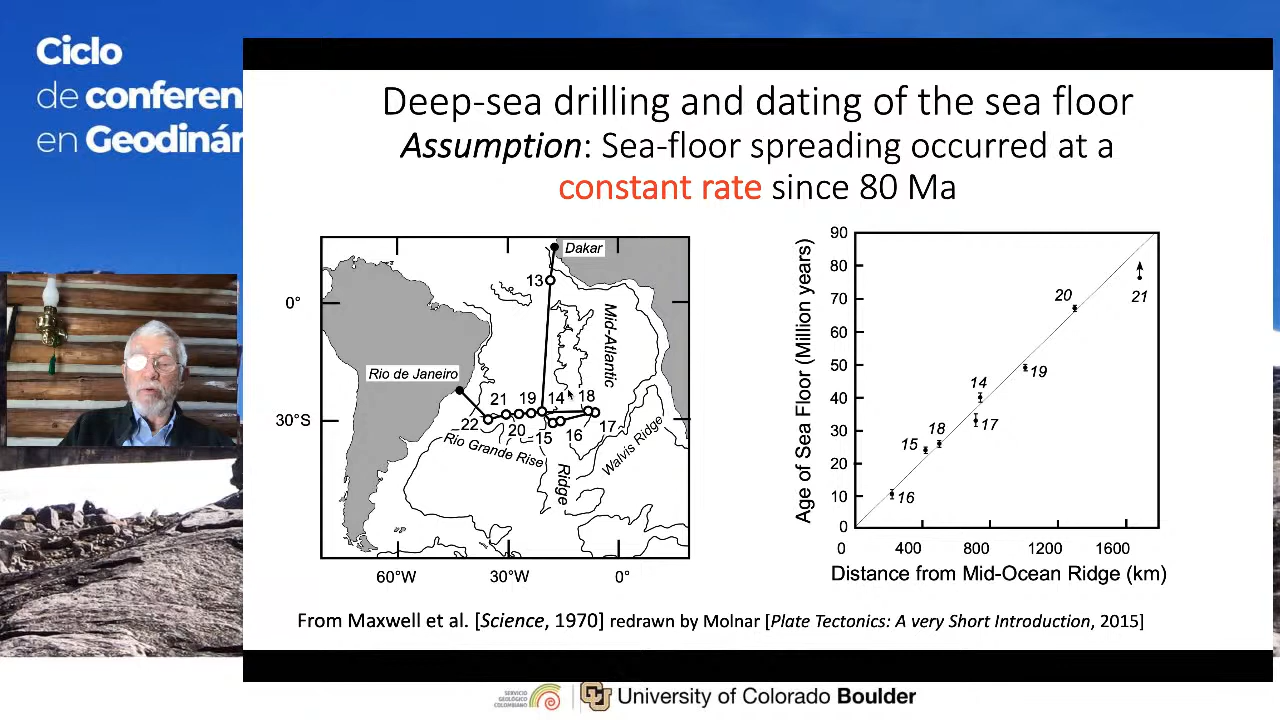 Ciclo
de conferen
en Geodinár
Deep-sea drilling and dating of the sea floor
Assumption: Sea-floor spreading occurred at a
constant rate since 80 Ma
Dakar
13
0°
Mid-Atlantic
Rio de Janeiro
21 19 14 18
30°S
22 20 15 16 17
Rio Grande Rise
Ridge
Walvis Ridge
60°W 30°W 0°
Age of Sea Floor (Million years)
90
80
70
60
50
40
30
20
10
0
20
21
19
14
17
18
15
16
0 400 800 1200 1600
Distance from Mid-Ocean Ridge (km)
From Maxwell et al. [Science, 1970] redrawn by Molnar [Plate Tectonics: A very Short Introduction, 2015]
SERVICIO
GEOLÓGICO
COLOMBIANO
CU
University of Colorado Boulder